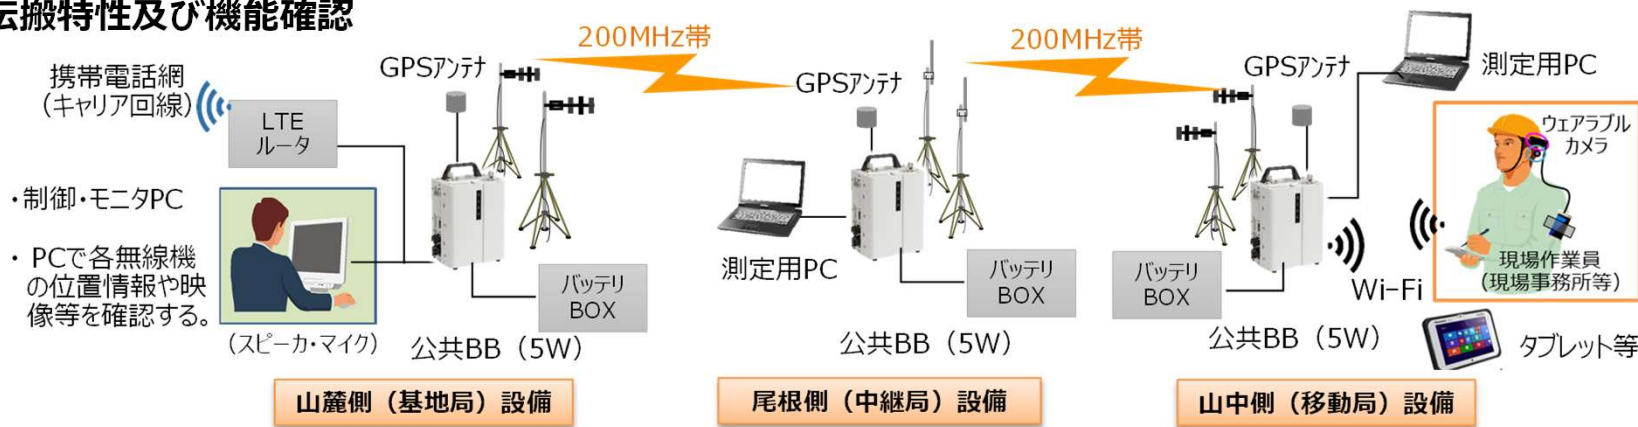 伝搬特性及び機能確認
携帯電話網
(キャリア回線)
LTE
ルータ
・制御・モニタPC
・ PCで各無線機
の位置情報や映
像等を確認する。
(スピーカ・マイク)
GPSアンテナ
バッテリ
BOX
公共BB（5W）
山麓側（基地局）設備
200MHz帯
GPSアンテナ
測定用PC
バッテリ
BOX
公共BB（5W）
尾根側（中継局）設備
200MHz帯
GPSアンテナ
測定用PC
バッテリ
BOX
公共BB（5W）
Wi-Fi
ウェアラブル
カメラ
現場作業員
(現場事務所等)
タブレット等
山中側（移動局）設備